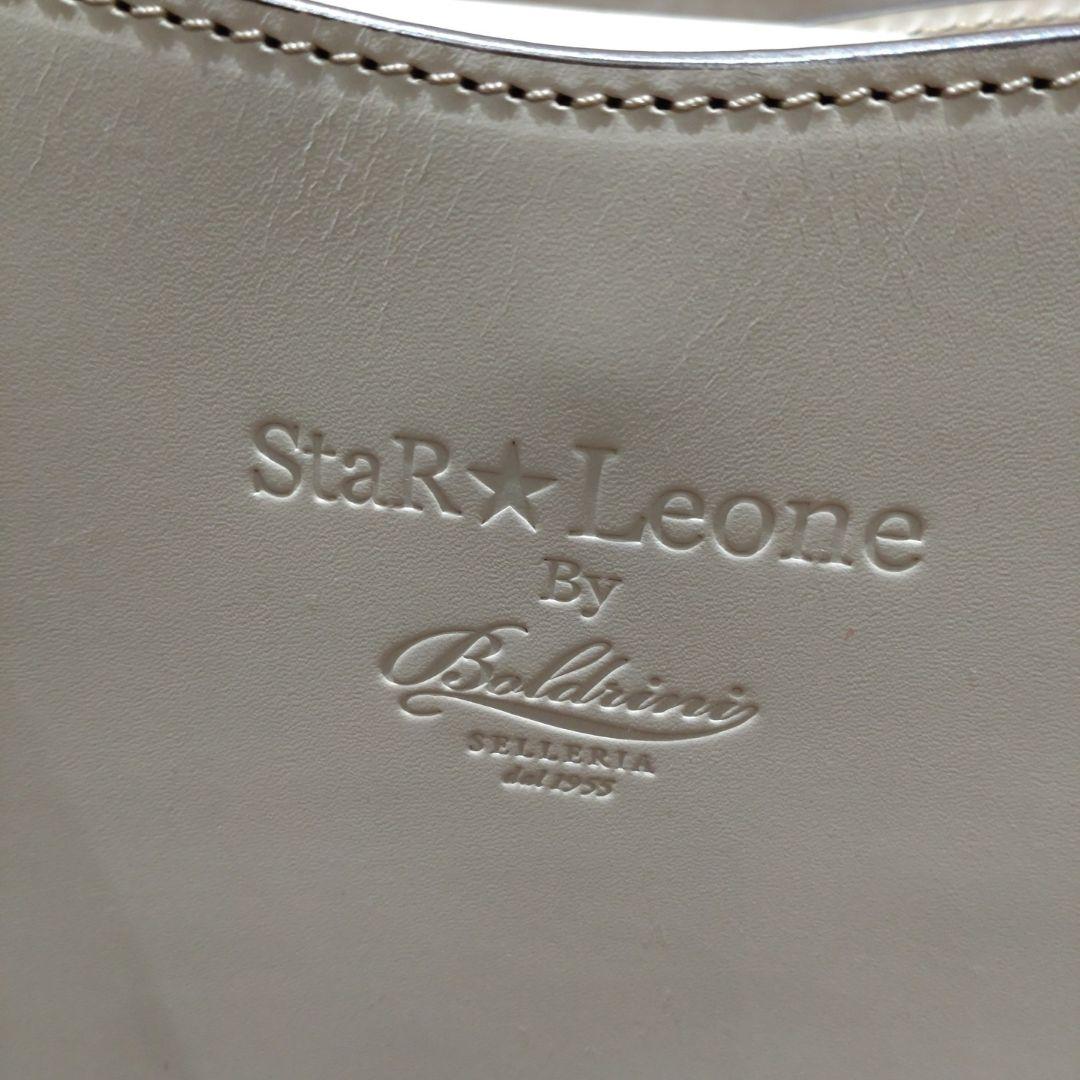 StaR★Leone
By
Boldrini
SELLERIA
dal 1955